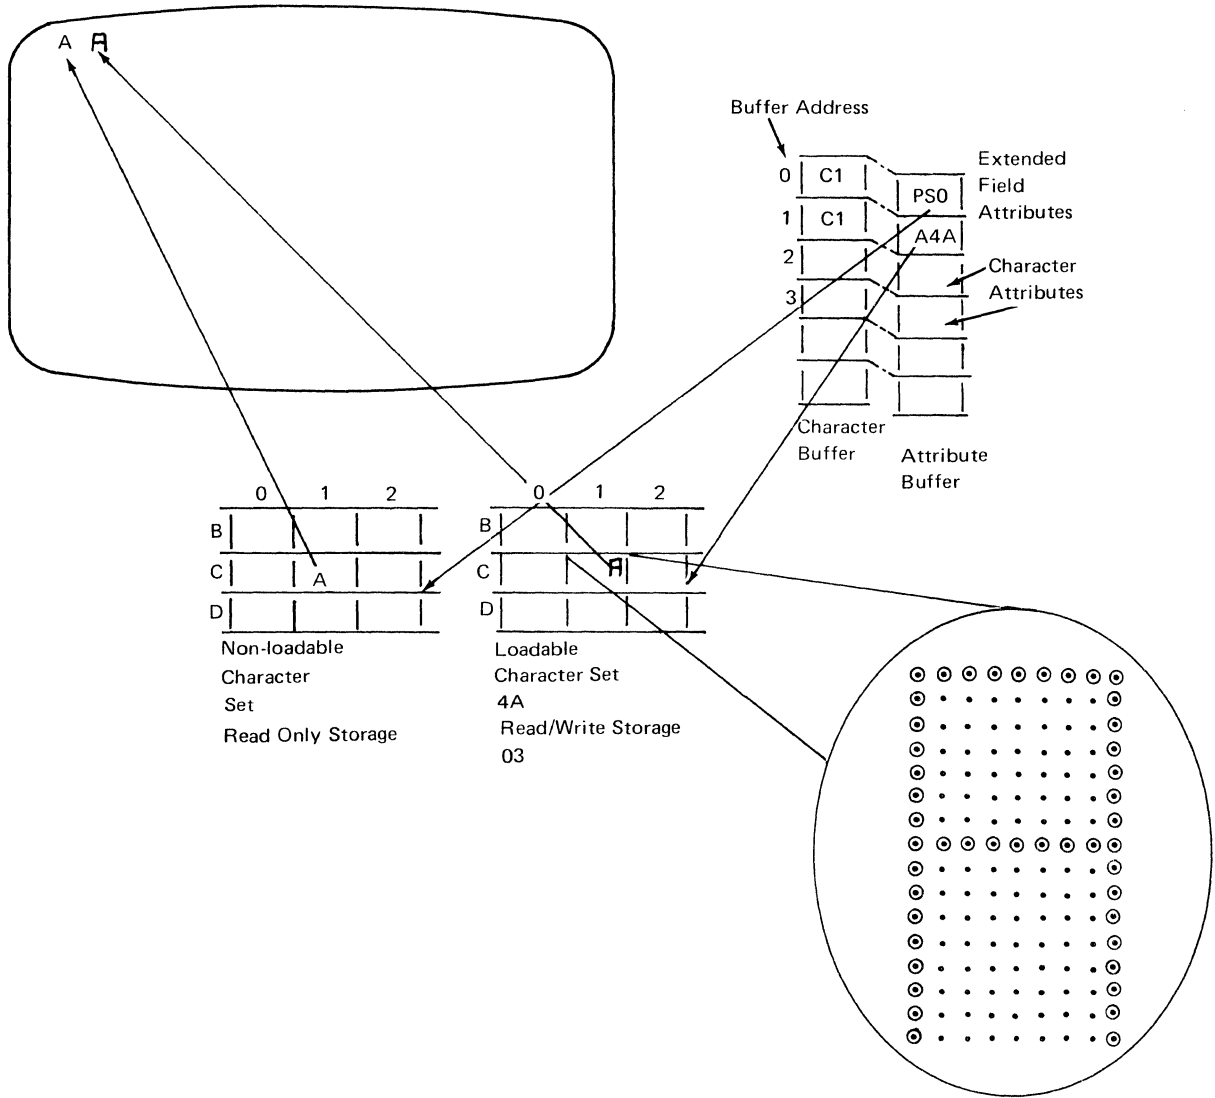 A A
Buffer Address
0 C1
PS0
Extended
Field
Attributes
1 C1
A4A
2
3
Character
Attributes
Character
Buffer
Attribute
Buffer
0 1 2
B
C A
D
Non-loadable
Character
Set
Read Only Storage
0 1 2
B
C A
D
Loadable
Character Set
4A
Read/Write Storage
03